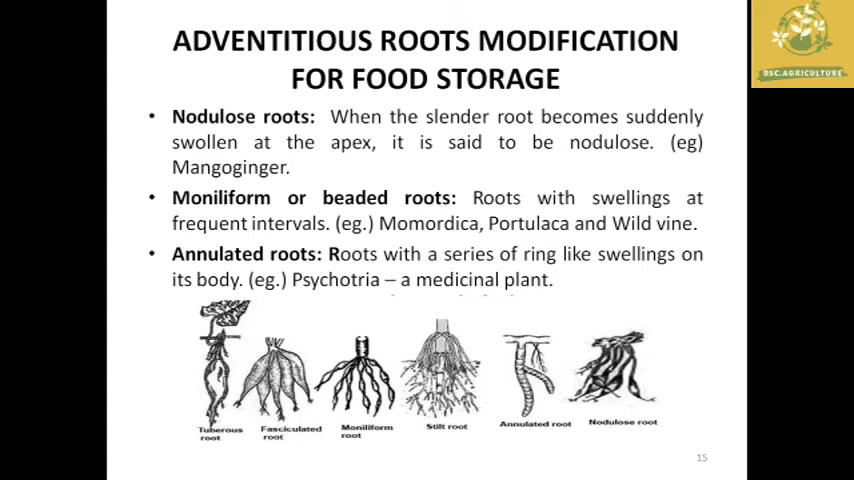 ADVENTITIOUS ROOTS MODIFICATION
FOR FOOD STORAGE
DSC.AGRICULTURE
• Nodulose roots: When the slender root becomes suddenly
swollen at the apex, it is said to be nodulose. (eg)
Mangoginger.
• Moniliform or beaded roots: Roots with swellings at
frequent intervals. (eg.) Momordica, Portulaca and Wild vine.
• Annulated roots: Roots with a series of ring like swellings on
its body. (eg.) Psychotria – a medicinal plant.
Tuberous
root
Fasciculated
root
Moniliform
root
Stilt root
Annulated root
Nodulose root
15